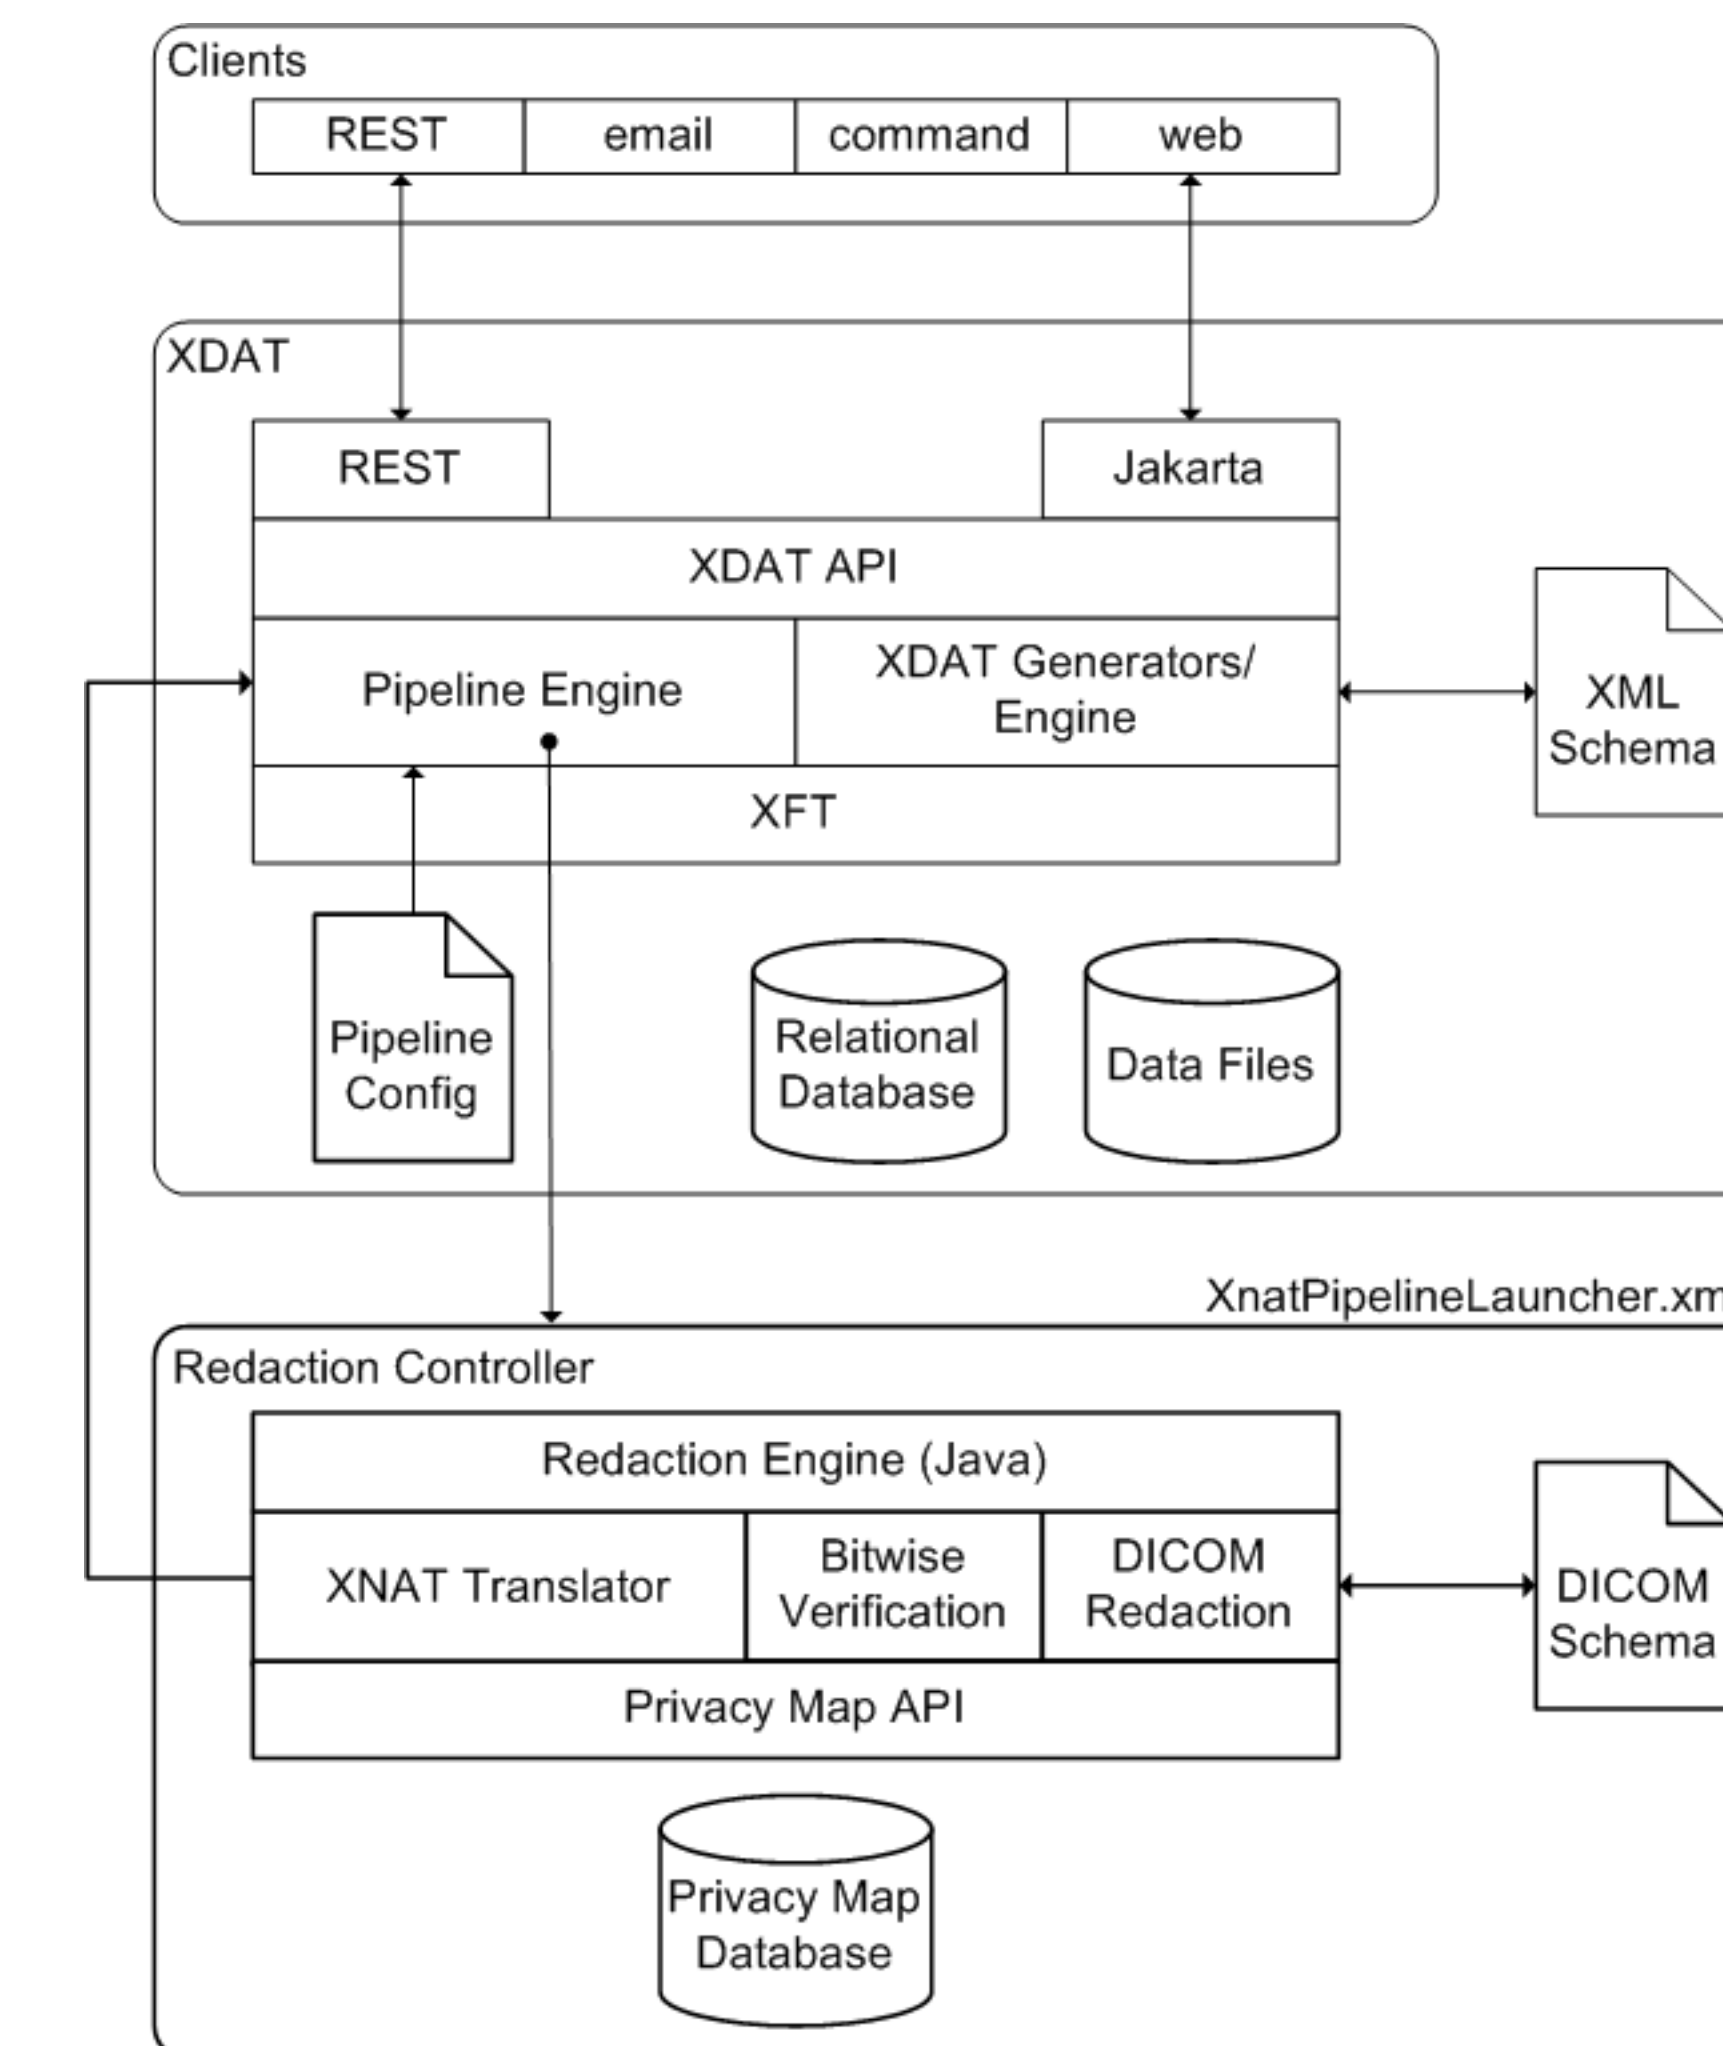 Clients
REST email command web
XDAT
REST Jakarta
XDAT API
Pipeline Engine
XDAT Generators/
Engine
XML
Schema
XFT
Pipeline
Config
Relational
Database
Data Files
XnatPipelineLauncher.xm
Redaction Controller
Redaction Engine (Java)
XNAT Translator
Bitwise
Verification
DICOM
Redaction
DICOM
Schema
Privacy Map API
Privacy Map
Database